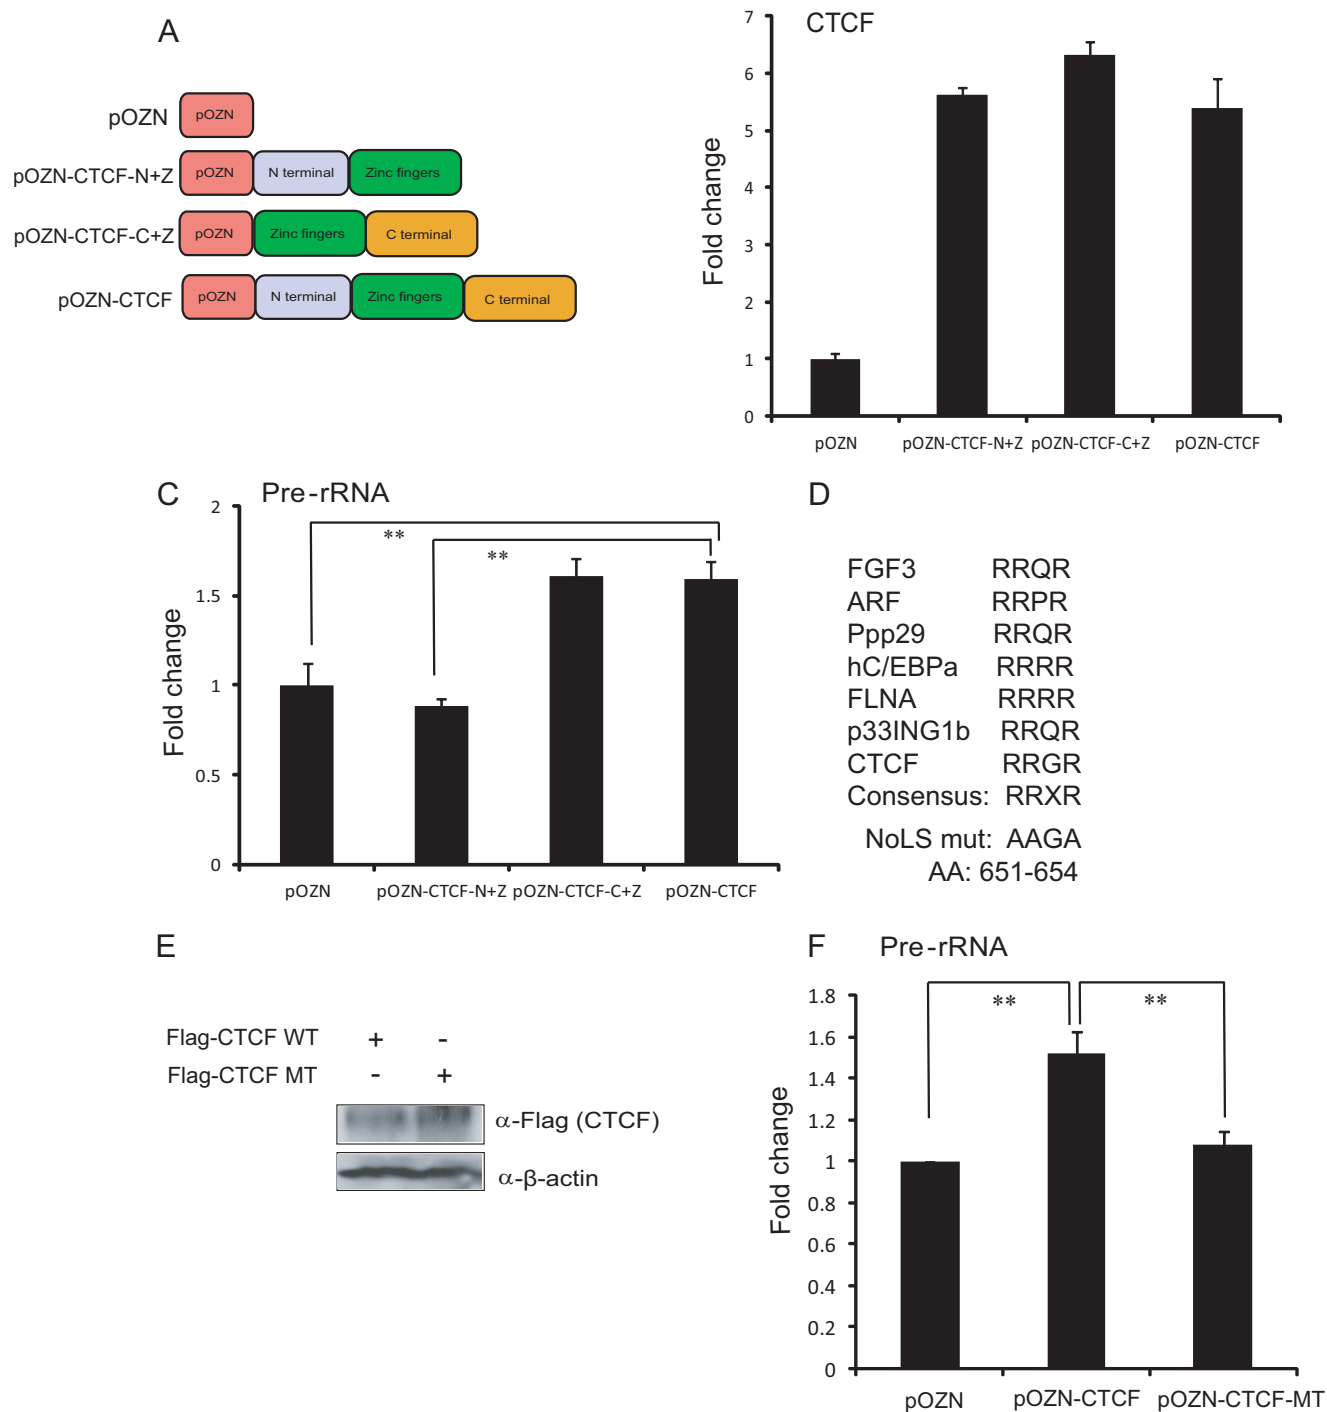 A
pOZN
pOZN
pOZN-CTCF-N+Z
pOZN
N terminal
Zinc fingers
pOZN-CTCF-C+Z
pOZN
Zinc fingers
C terminal
pOZN-CTCF
pOZN
N terminal
Zinc fingers
C terminal
CTCF
Fold change
7
6
5
4
3
2
1
0
pOZN
pOZN-CTCF-N+Z
pOZN-CTCF-C+Z
pOZN-CTCF
C
Pre-rRNA
Fold change
2
1.5
1
0.5
0
**
**
pOZN
pOZN-CTCF-N+Z
pOZN-CTCF-C+Z
pOZN-CTCF
D
FGF3 RRQR
ARF RRPR
Ppp29 RRQR
hC/EBPa RRRR
FLNA RRRR
p33ING1b RRQR
CTCF RRGR
Consensus: RRXR
NoLS mut: AAGA
AA: 651-654
E
Flag-CTCF WT + -
Flag-CTCF MT - +
α-Flag (CTCF)
α-β-actin
F
Pre-rRNA
Fold change
1.8
1.6
1.4
1.2
1
0.8
0.6
0.4
0.2
0
**
**
pOZN
pOZN-CTCF
pOZN-CTCF-MT